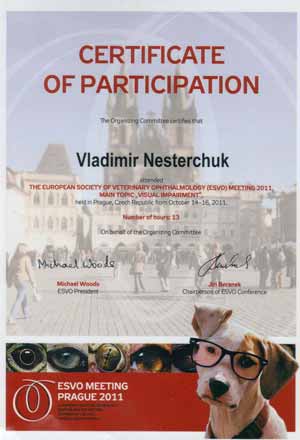 CERTIFICATE
OF PARTICIPATION
The Organizing Committee certifies that
Vladimir Nesterchuk
attended
THE EUROPEAN SOCIETY OF VETERINARY OPHTHALMOLOGY (ESVO) MEETING 2011,
MAIN TOPIC „VISUAL IMPAIRMENT“,
held in Prague, Czech Republic from October 14–16, 2011.
Number of hours: 13
On behalf of the Organizing Committee
Michael Woods
Michael Woods
ESVO President
Jiri Beranek
Chairperson of ESVO Conference
ESVO MEETING
PRAGUE 2011